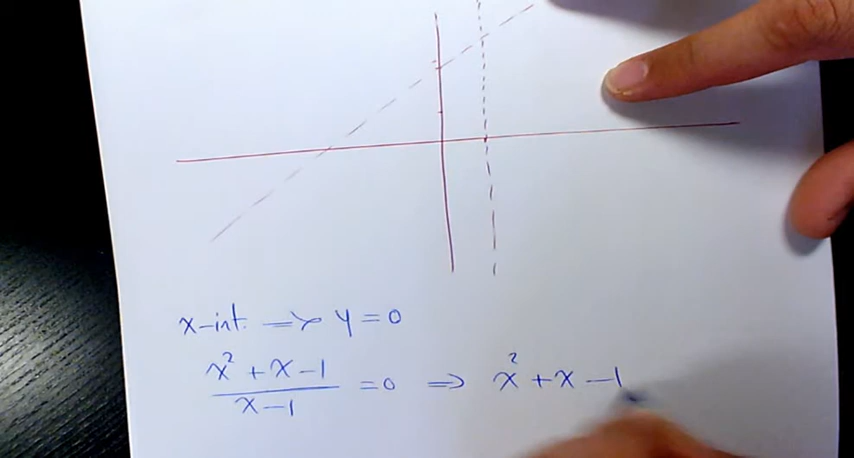 x-int. => y = 0
x² + x - 1 / x - 1 = 0 => x² + x - 1